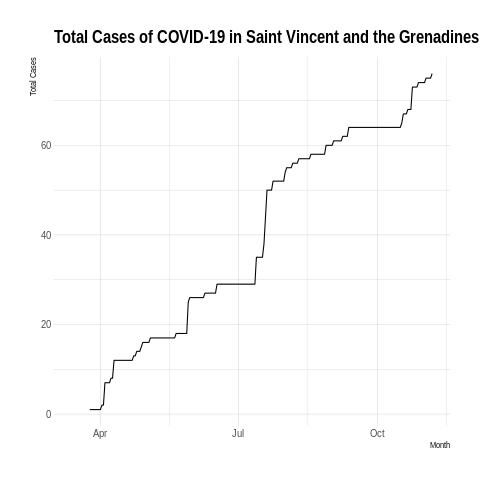 Total Cases of COVID-19 in Saint Vincent and the Grenadines
Total Cases
60
40
20
0
Apr Jul Oct
Month